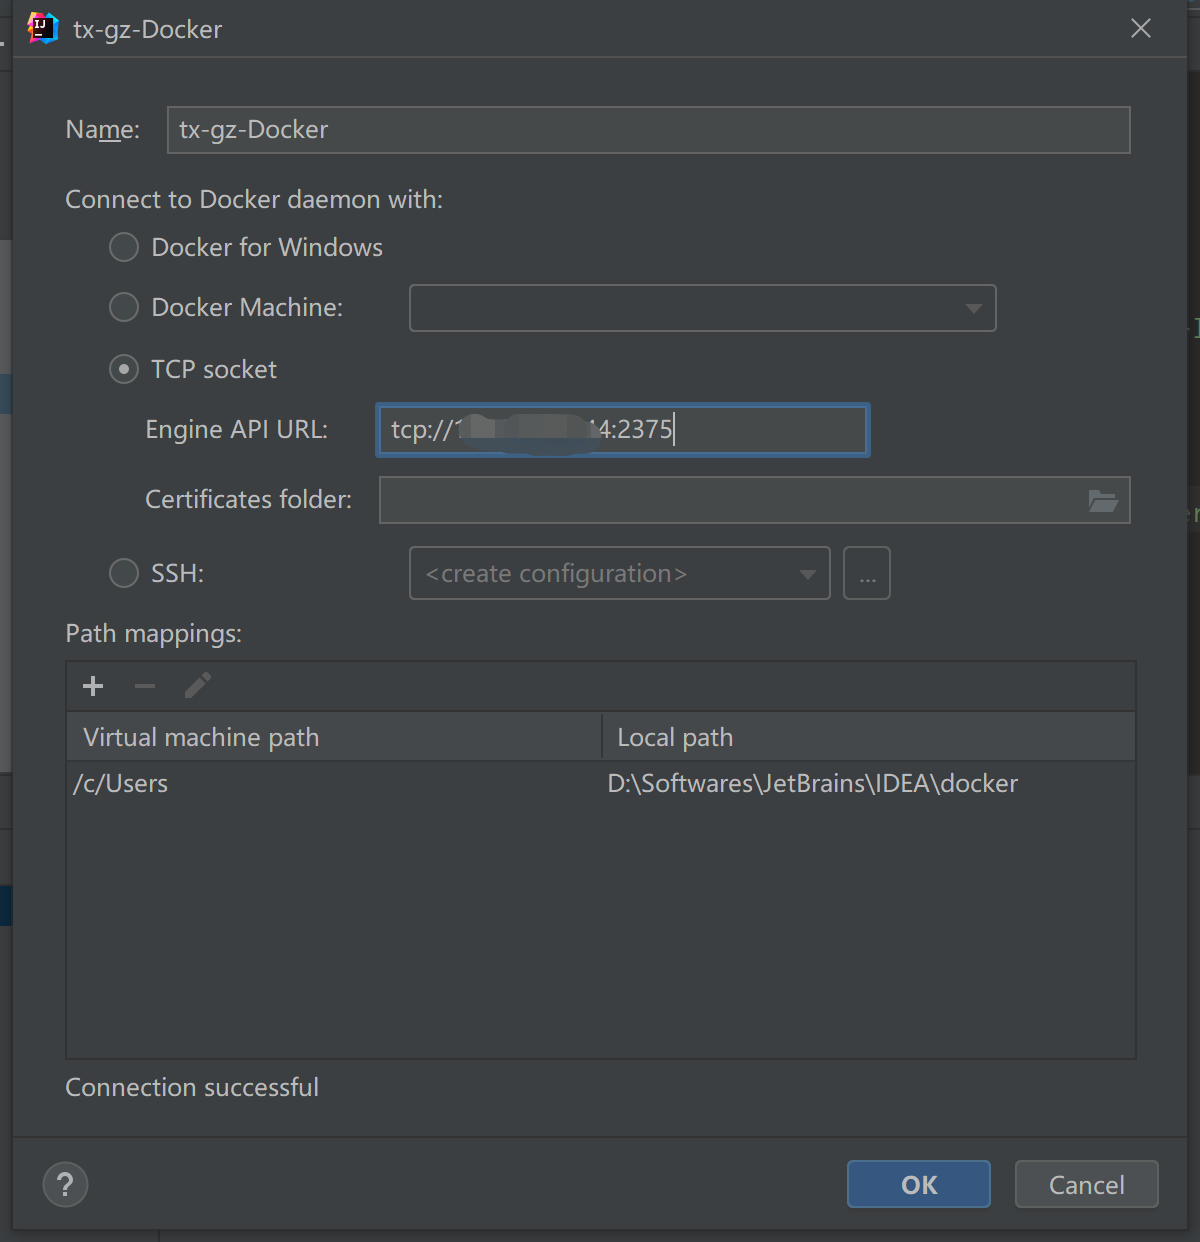 tx-gz-Docker
Name: tx-gz-Docker
Connect to Docker daemon with:
Docker for Windows
Docker Machine:
TCP socket
Engine API URL: tcp://1 4:2375
Certificates folder:
SSH: <create configuration> ...
Path mappings:
Virtual machine path Local path
/c/Users D:\Softwares\JetBrains\IDEA\docker
Connection successful
? OK Cancel